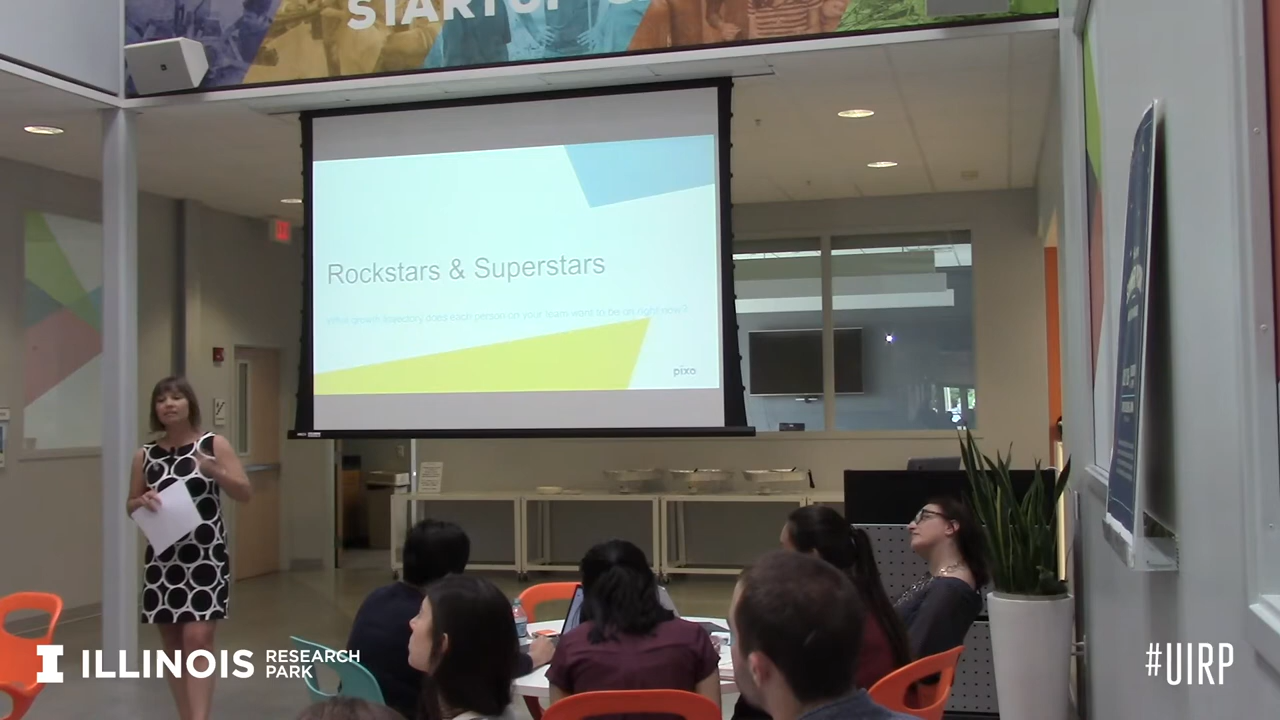 STARTUP
Rockstars & Superstars
What growth trajectory does each person on your team want to be on right now?
pixo
I ILLINOIS RESEARCH PARK
#UIRP